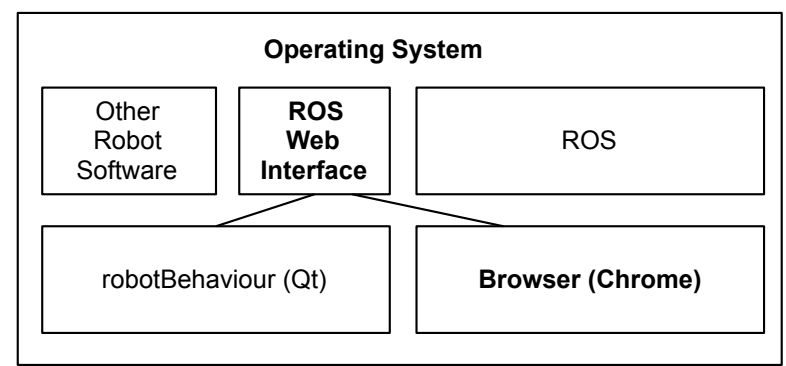 Operating System
Other
Robot
Software
ROS
Web
Interface
ROS
robotBehaviour (Qt)
Browser (Chrome)